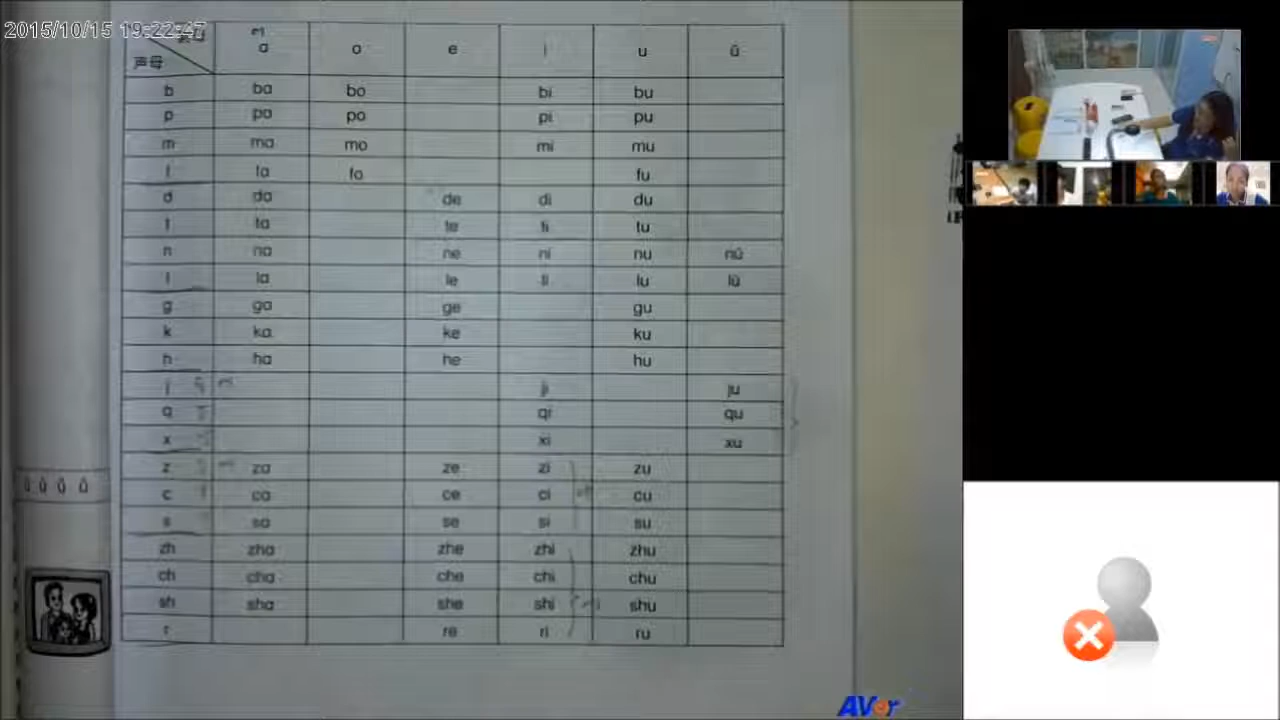 2015/10/15 19:22:47
声母 a o e i u ü
b ba bo bi bu
p pa po pi pu
m ma mo mi mu
f fa fo fu
d da de di du
t ta te ti tu
n na ne ni nu nü
l la le li lu lü
g ga ge gu
k ka ke ku
h ha he hu
j ji ju
q qi qu
x xi xu
z za ze zi zu
c ca ce ci cu
s sa se si su
zh zha zhe zhi zhu
ch cha che chi chu
sh sha she shi shu
r re ri ru
AVer